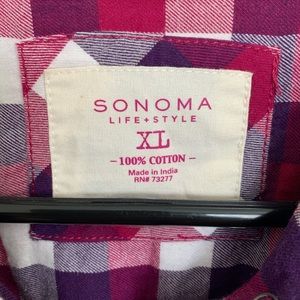 SONOMA
LIFE + STYLE
XL
– 100% COTTON –
Made in India
RN# 73277